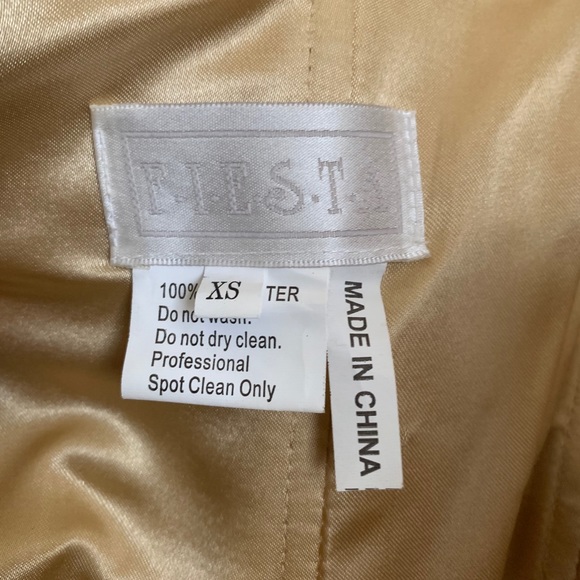 F.I.E.S.T.A
100% XS TER
Do not wash.
Do not dry clean.
Professional
Spot Clean Only
MADE IN CHINA